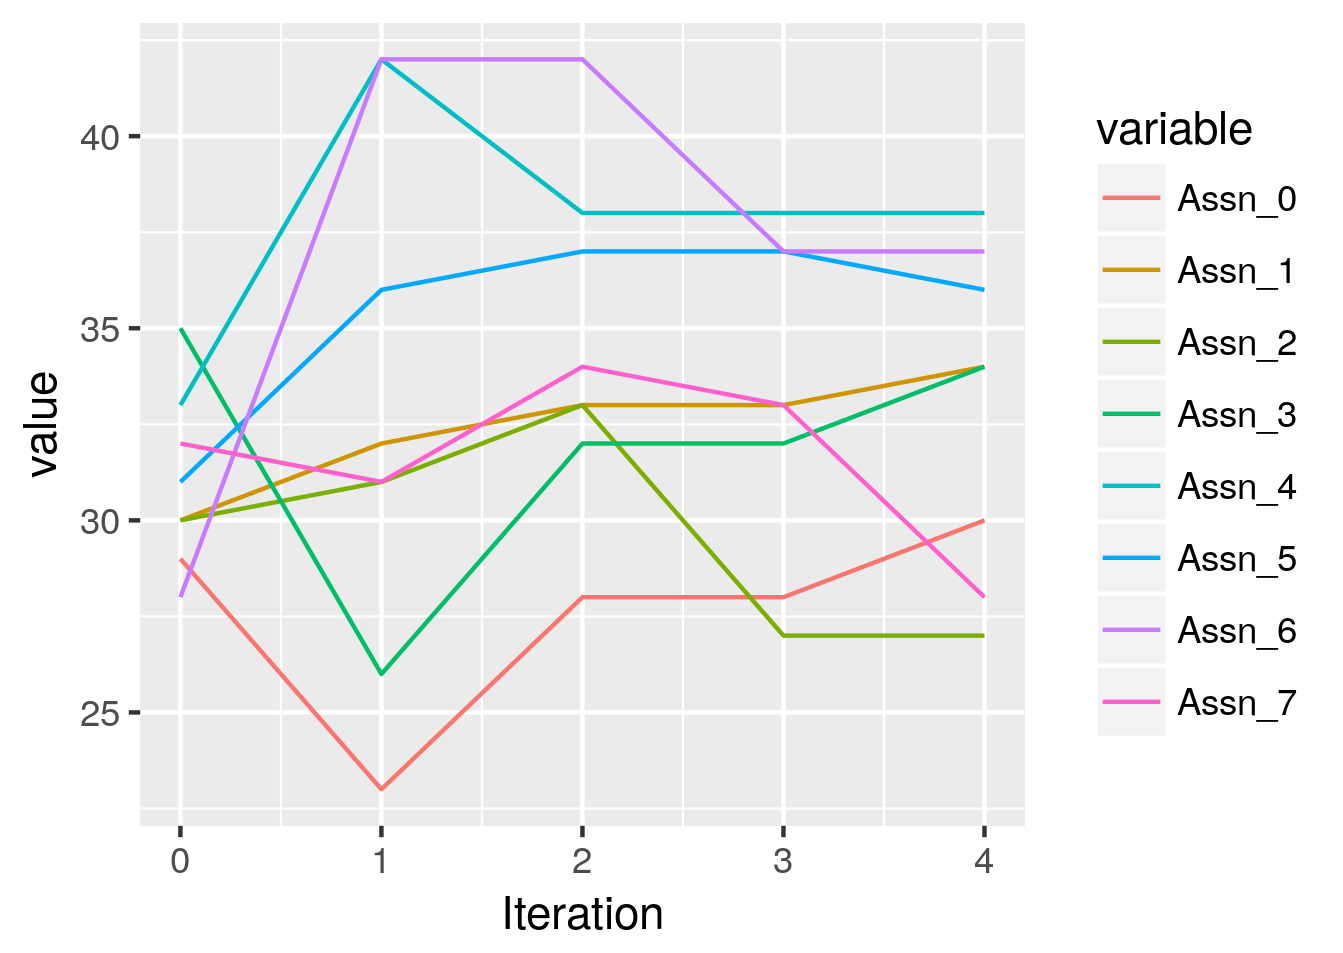 40
35
30
25
value
0 1 2 3 4
Iteration
variable
Assn_0
Assn_1
Assn_2
Assn_3
Assn_4
Assn_5
Assn_6
Assn_7